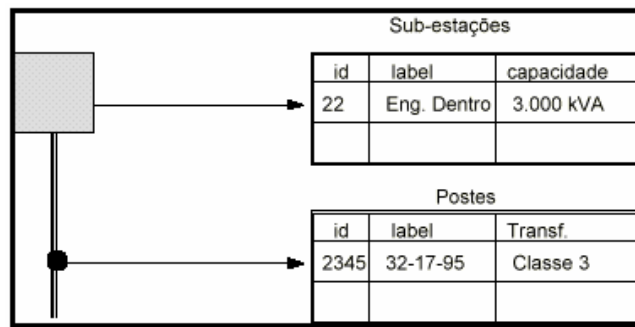 Sub-estações
id label capacidade
22 Eng. Dentro 3.000 kVA
Postes
id label Transf.
2345 32-17-95 Classe 3